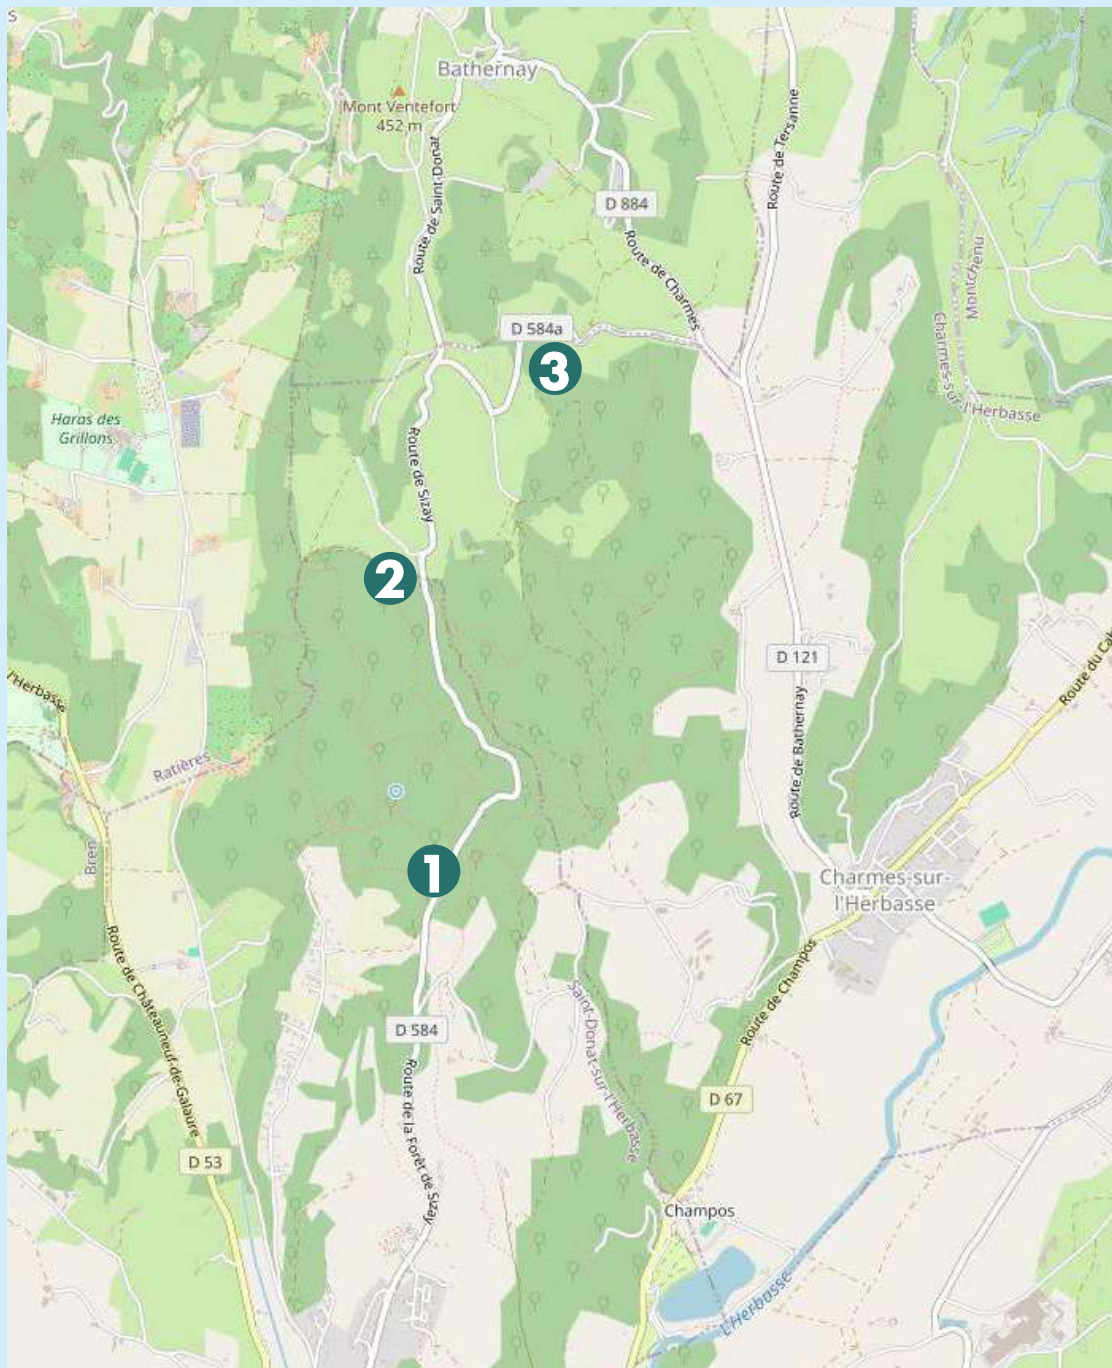 S
Bathernay
Mont Ventefort
452 m
Route de Saint-Donat
Route de Tersanne
D 884
Route de Charmes
Montchenu
Charmes-sur-l'Herbasse
D 584a
3
Haras des
Grillons
Route de Sizay
2
D 121
Route du Cal
l'Herbasse
Route de Bathernay
Ratières
Bren
1
Charmes-sur-
l'Herbasse
Route de Châteauneuf-de-Galaure
Route de Champos
Saint-Donat-sur-l'Herbasse
D 584
Route de la Forêt de Sizay
D 67
D 53
Champos
L'Herbasse